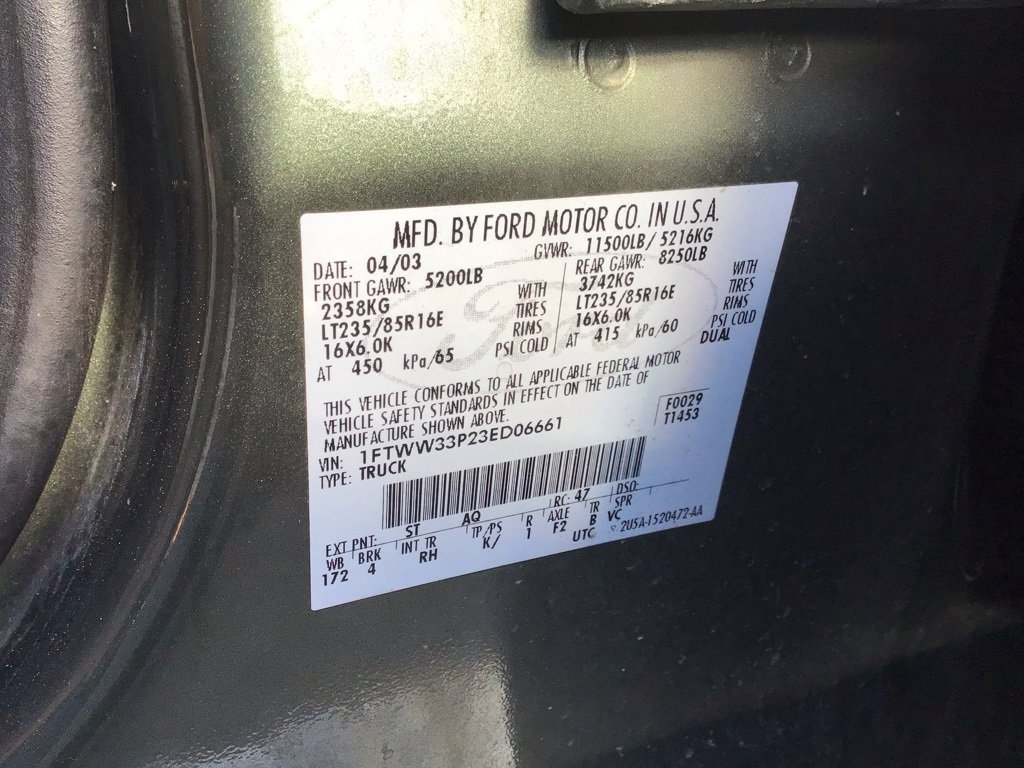 MFD. BY FORD MOTOR CO. IN U.S.A.
DATE: 04/03 GVWR: 11500LB/ 5216KG
FRONT GAWR: 5200LB REAR GAWR: 8250LB
2358KG WITH 3742KG WITH
LT235/85R16E TIRES LT235/85R16E TIRES
16X6.0K RIMS 16X6.0K RIMS
AT 450 kPa/65 PSI COLD AT 415 kPa/60 PSI COLD
DUAL
THIS VEHICLE CONFORMS TO ALL APPLICABLE FEDERAL MOTOR
VEHICLE SAFETY STANDARDS IN EFFECT ON THE DATE OF
MANUFACTURE SHOWN ABOVE.
F0029
VIN: 1FTWW33P23ED06661 T1453
TYPE: TRUCK
Ford
EXT PNT: ST AQ RC: 47 DSO:
WB BRK INT TR TP/PS R AXLE TR SPR
172 4 RH K/ 1 F2 B VC
UTC 2U5A-1520472-AA